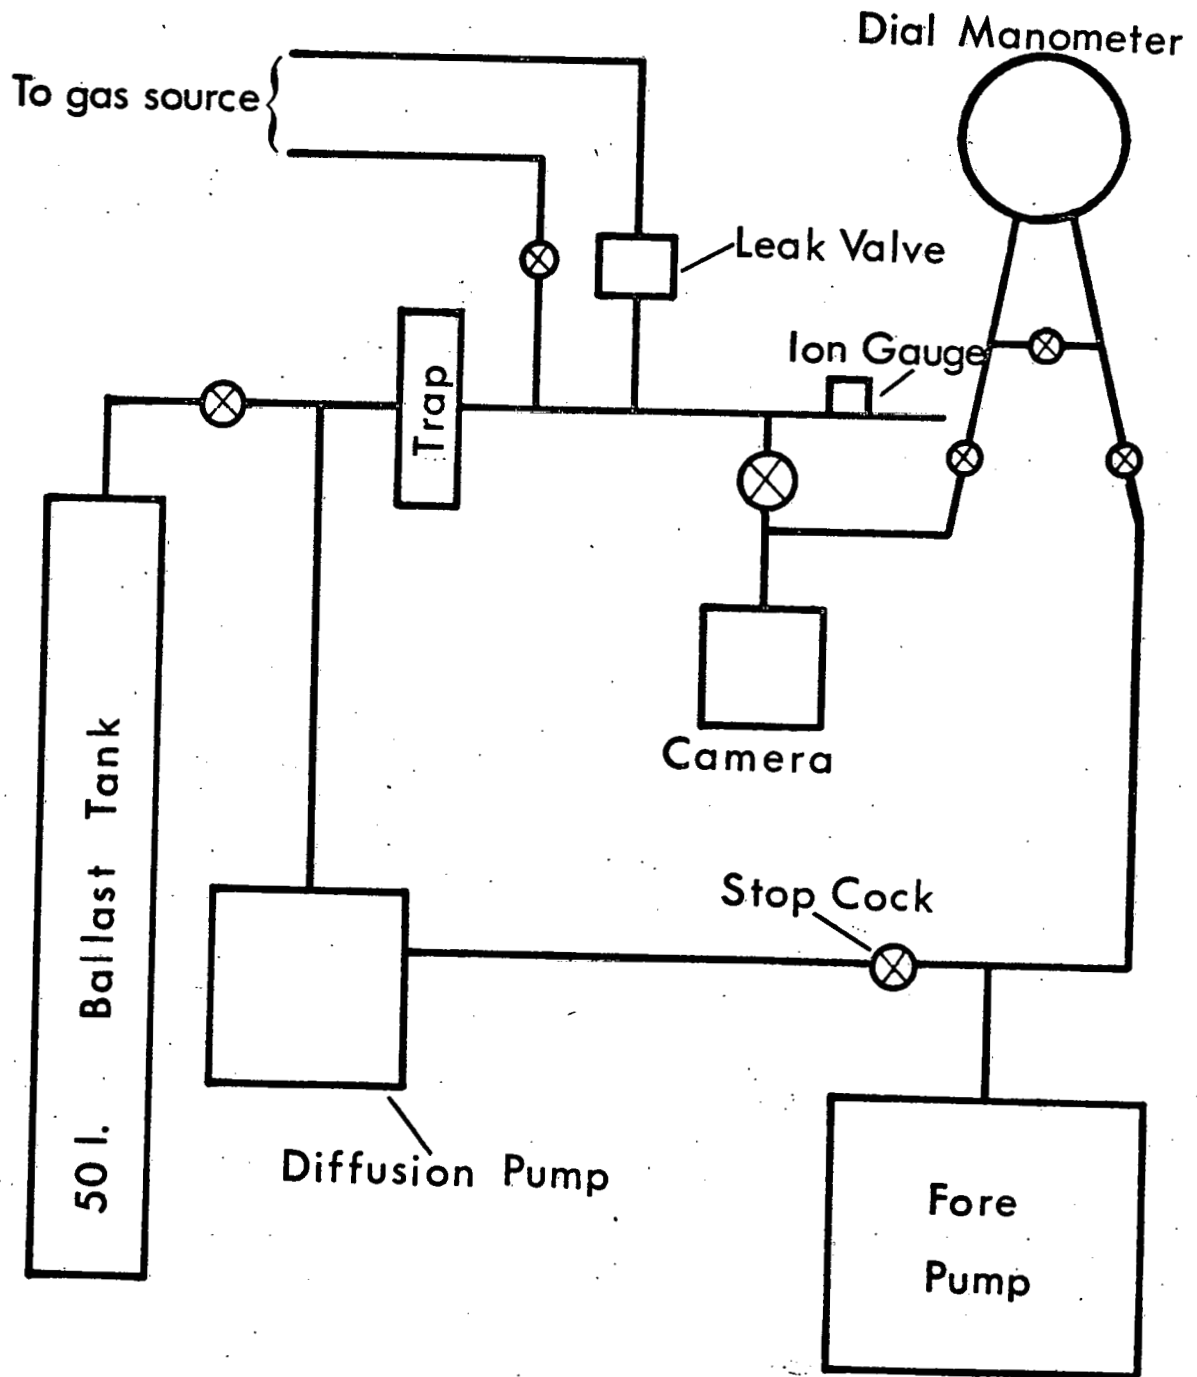 Dial Manometer
To gas source
Leak Valve
Ion Gauge
Trap
Camera
50 l. Ballast Tank
Stop Cock
Diffusion Pump
Fore
Pump